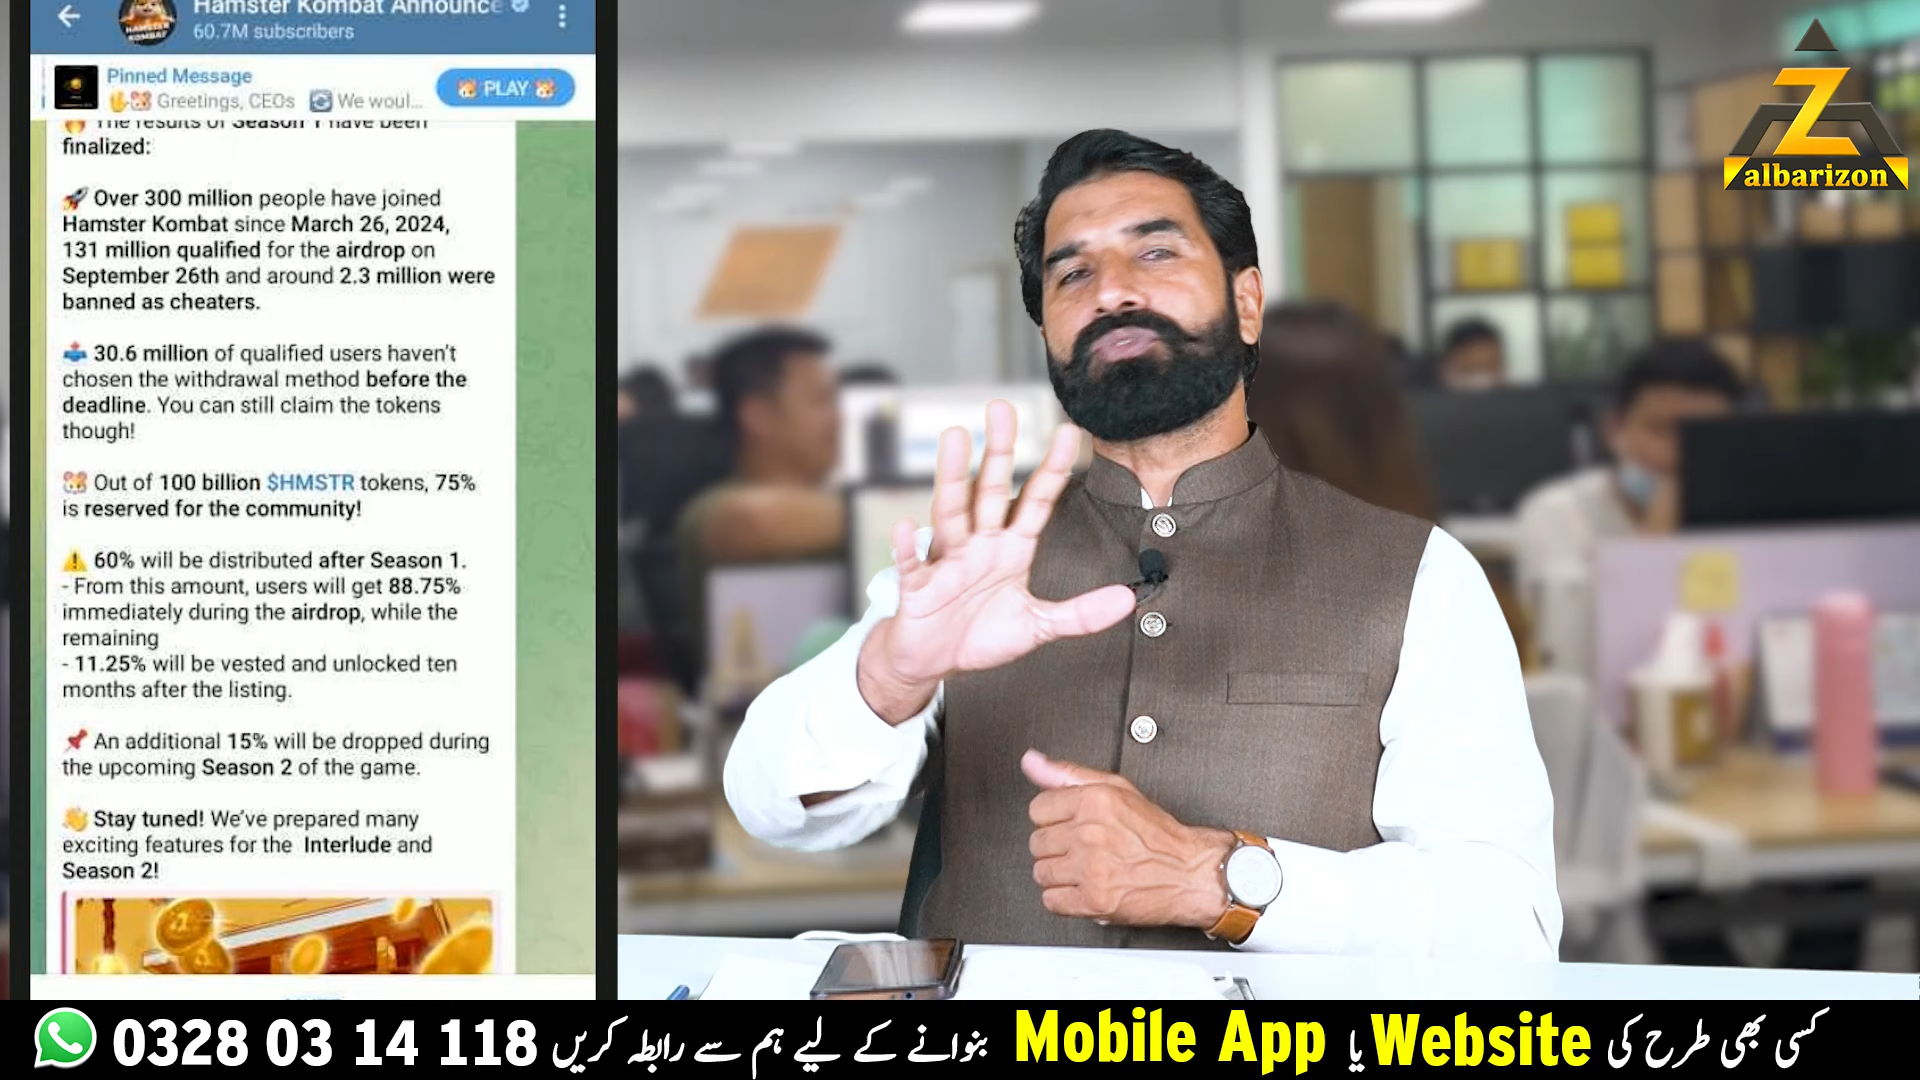 Hamster Kombat Announce
60.7M subscribers
Pinned Message
Greetings, CEOs We woul...
PLAY
The results of Season 1 have been
finalized:
Over 300 million people have joined
Hamster Kombat since March 26, 2024,
131 million qualified for the airdrop on
September 26th and around 2.3 million were
banned as cheaters.
30.6 million of qualified users haven't
chosen the withdrawal method before the
deadline. You can still claim the tokens
though!
Out of 100 billion $HMSTR tokens, 75%
is reserved for the community!
60% will be distributed after Season 1.
- From this amount, users will get 88.75%
immediately during the airdrop, while the
remaining
- 11.25% will be vested and unlocked ten
months after the listing.
An additional 15% will be dropped during
the upcoming Season 2 of the game.
Stay tuned! We've prepared many
exciting features for the Interlude and
Season 2!
Z
albarizon
کسی بھی طرح کی Website یا Mobile App بنوانے کے لیے ہم سے رابطہ کریں 0328 03 14 118